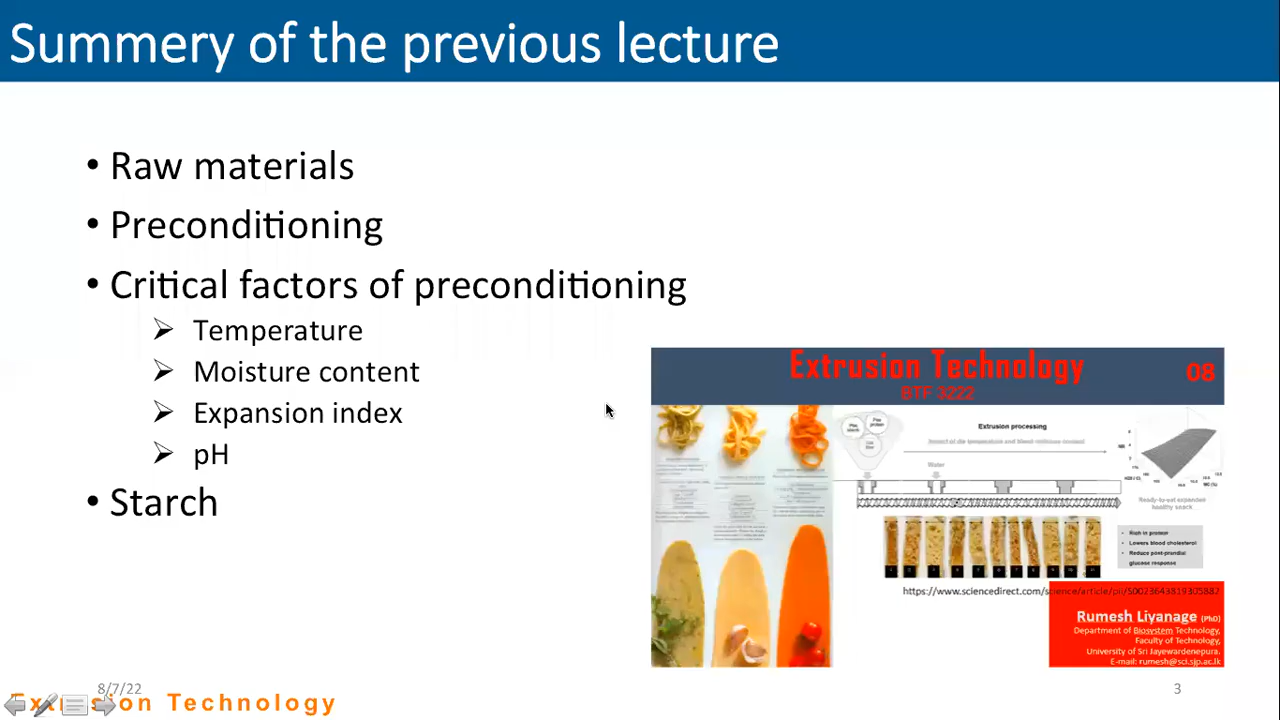 Summery of the previous lecture
• Raw materials
• Preconditioning
• Critical factors of preconditioning
➢ Temperature
➢ Moisture content
➢ Expansion index
➢ pH
• Starch
Extrusion Technology
08
BTF 3222
Extrusion processing
Water
Ready-to-eat expanded
healthy snack
• Rich in protein
• Lowers blood cholesterol
• Reduce post-prandial
glucose response
https://www.sciencedirect.com/science/article/pii/S0023643819305882
Rumesh Liyanage (PhD)
Department of Biosystem Technology,
Faculty of Technology,
University of Sri Jayewardenepura.
E-mail: rumesh@sci.sjp.ac.lk
8/7/22
3
Extrusion Technology